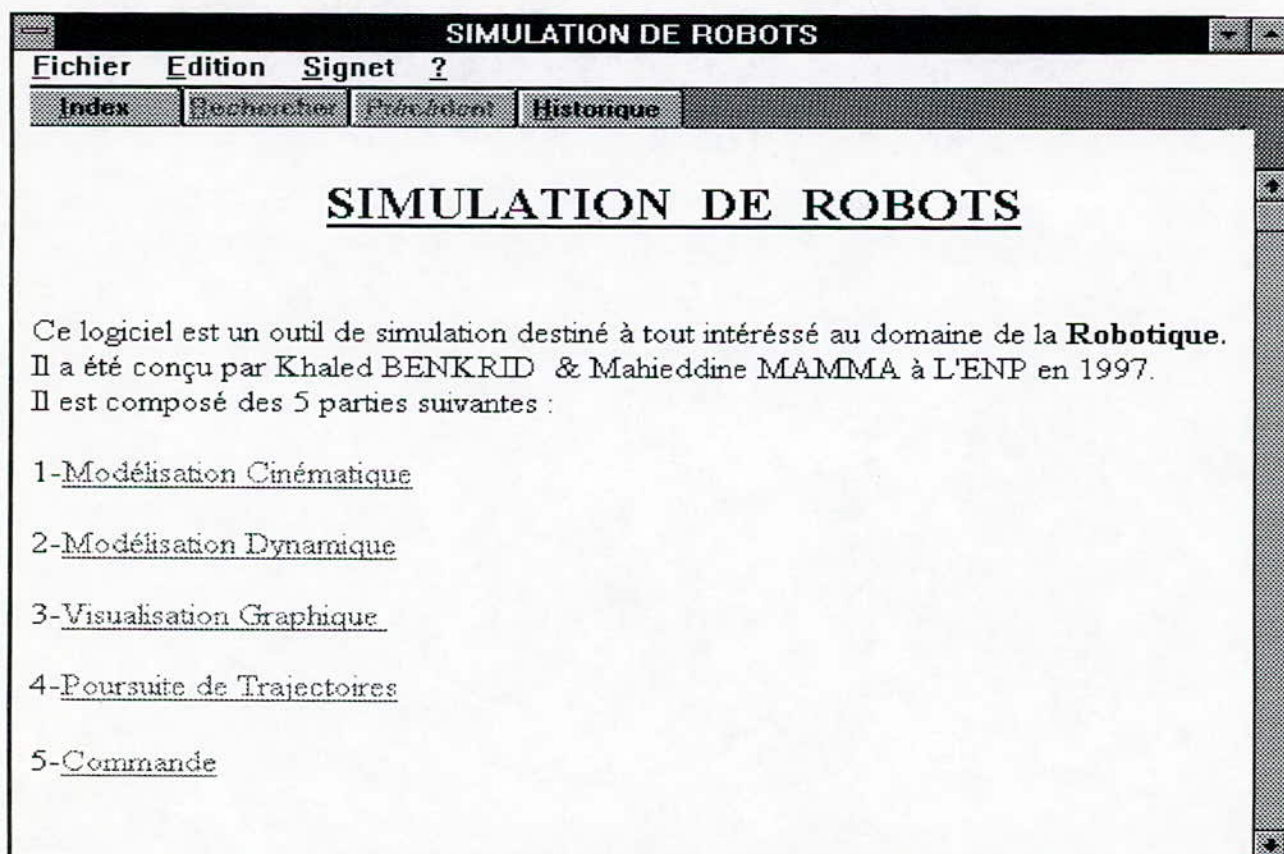 SIMULATION DE ROBOTS
Fichier Edition Signet ?
Index Rechercher Précédent Historique
SIMULATION DE ROBOTS
Ce logiciel est un outil de simulation destiné à tout intéréssé au domaine de la Robotique.
Il a été conçu par Khaled BENKRID & Mahieddine MAMMA à L'ENP en 1997.
Il est composé des 5 parties suivantes :
1-Modélisation Cinématique
2-Modélisation Dynamique
3-Visualisation Graphique
4-Poursuite de Trajectoires
5-Commande